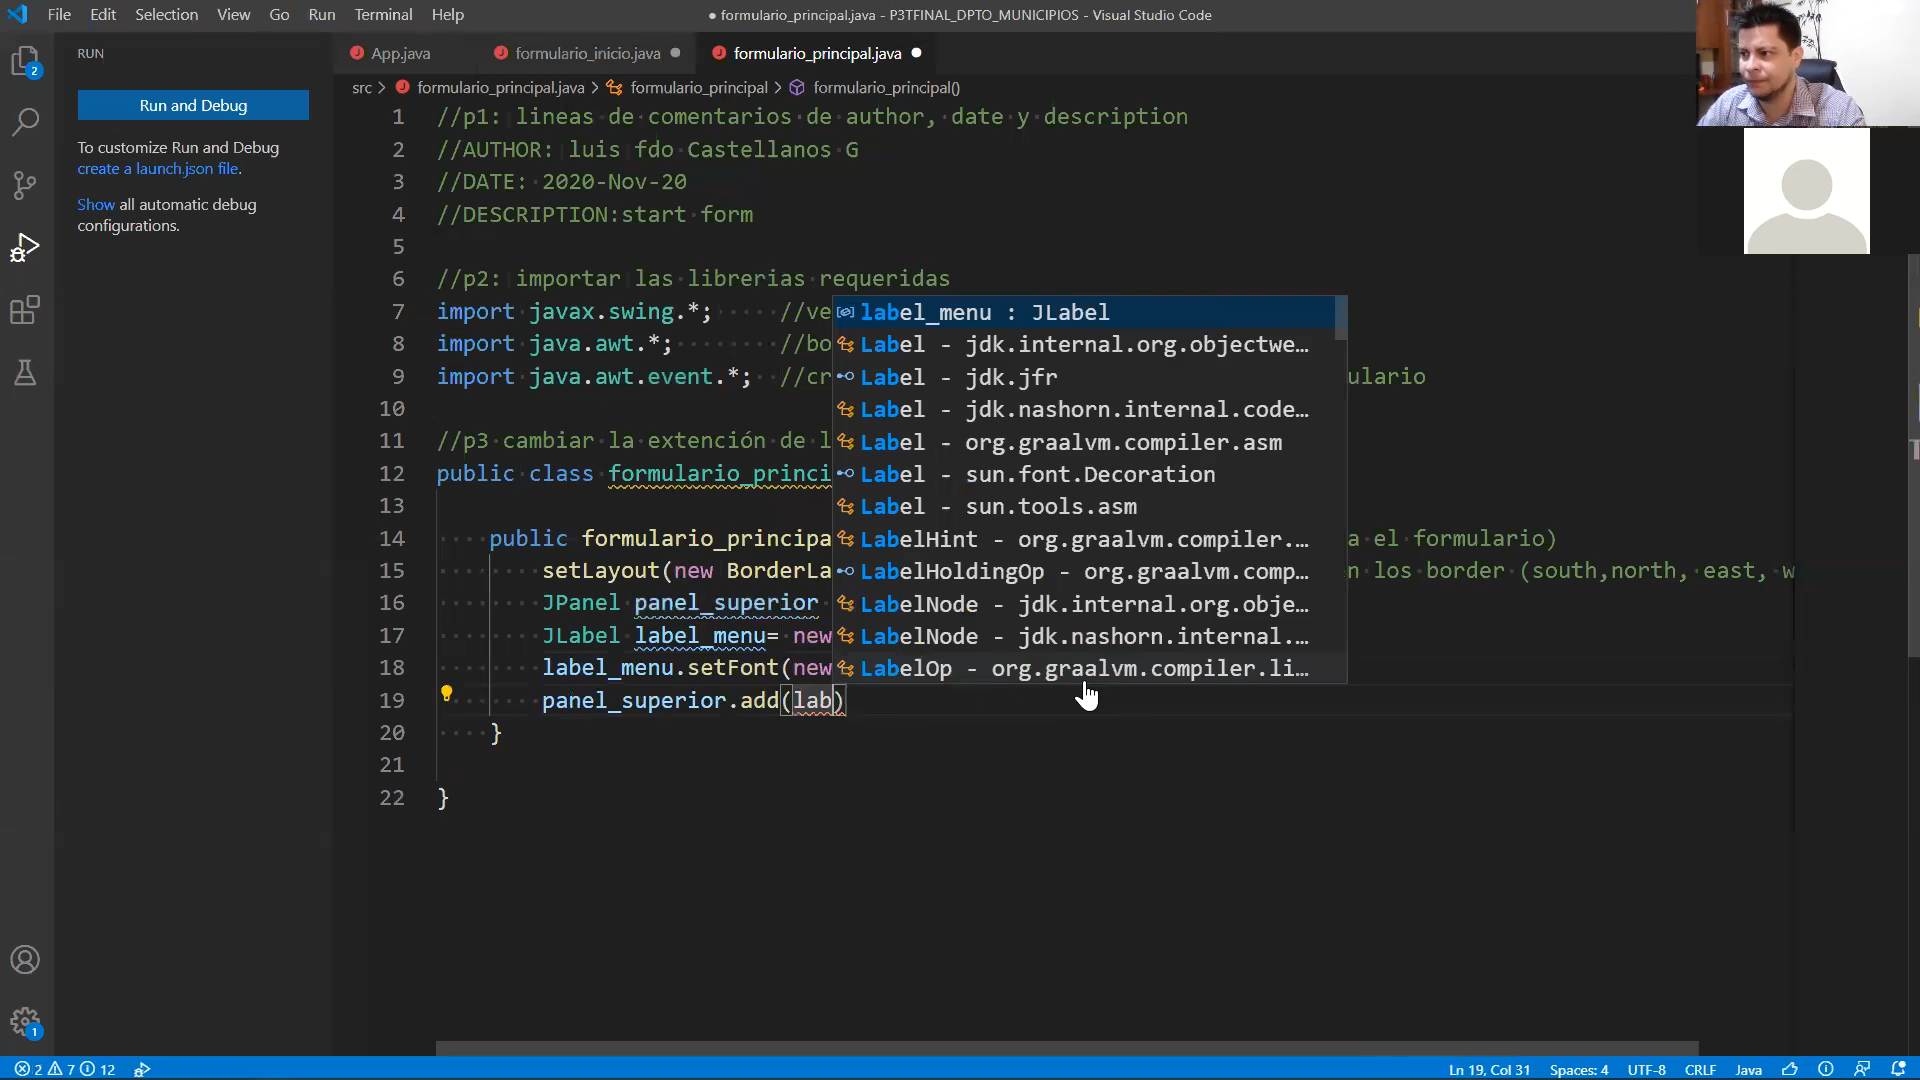 File Edit Selection View Go Run Terminal Help
● formulario_principal.java - P3TFINAL_DPTO_MUNICIPIOS - Visual Studio Code
RUN
App.java
formulario_inicio.java
formulario_principal.java
src > formulario_principal.java > formulario_principal > formulario_principal()
2
Run and Debug
To customize Run and Debug
create a launch.json file.
Show all automatic debug
configurations.
1 //p1: lineas de comentarios de author, date y description
2 //AUTHOR: luis fdo Castellanos G
3 //DATE: 2020-Nov-20
4 //DESCRIPTION:start form
5
6 //p2: importar las librerias requeridas
7 import javax.swing.*; //ve
8 import java.awt.*; //bo
9 import java.awt.event.*; //cr ulario
10
11 //p3 cambiar la extención de l
12 public class formulario_princi
13
14 public formulario_principa a el formulario)
15 setLayout(new BorderLa n los border (south,north, east, w
16 JPanel panel_superior
17 JLabel label_menu= new
18 label_menu.setFont(new
19 panel_superior.add(lab)
20 }
21
22 }
label_menu : JLabel
Label - jdk.internal.org.objectwe…
Label - jdk.jfr
Label - jdk.nashorn.internal.code…
Label - org.graalvm.compiler.asm
Label - sun.font.Decoration
Label - sun.tools.asm
LabelHint - org.graalvm.compiler.…
LabelHoldingOp - org.graalvm.comp…
LabelNode - jdk.internal.org.obje…
LabelNode - jdk.nashorn.internal.…
LabelOp - org.graalvm.compiler.li…
1
2 7 12
Ln 19, Col 31 Spaces: 4 UTF-8 CRLF Java